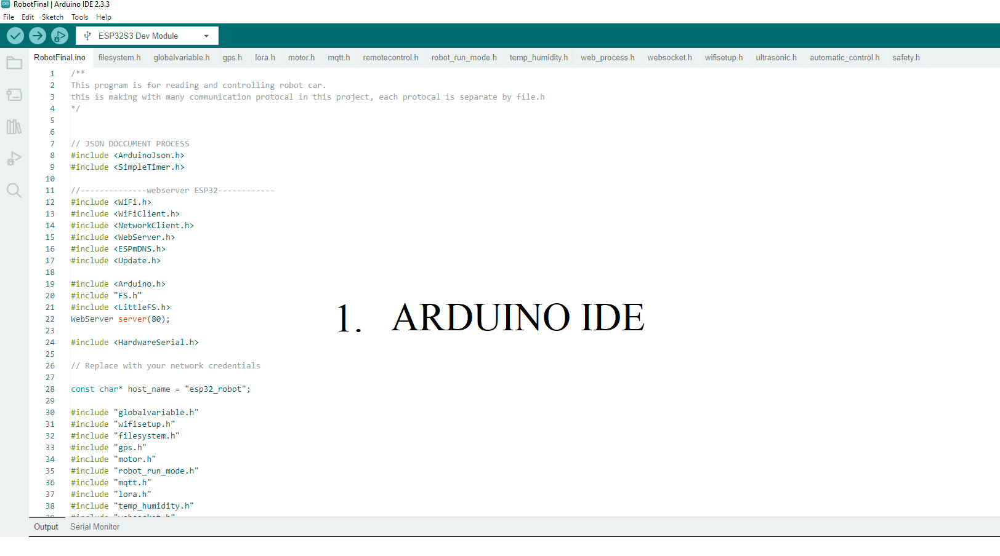 RobotFinal | Arduino IDE 2.3.3
File Edit Sketch Tools Help
ESP32S3 Dev Module
RobotFinal.ino filesystem.h globalvariable.h gps.h lora.h motor.h mqtt.h remotecontrol.h robot_run_mode.h temp_humidity.h web_process.h websocket.h wifisetup.h ultrasonic.h automatic_control.h safety.h
1 /**
2 This program is for reading and controlling robot car.
3 this is making with many communication protocal in this project, each protocal is separate by file.h
4 */
5
6
7 // JSON DOCCUMENT PROCESS
8 #include <ArduinoJson.h>
9 #include <SimpleTimer.h>
10
11 //--------------webserver ESP32------------
12 #include <WiFi.h>
13 #include <WiFiClient.h>
14 #include <NetworkClient.h>
15 #include <WebServer.h>
16 #include <ESPmDNS.h>
17 #include <Update.h>
18
19 #include <Arduino.h>
20 #include "FS.h"
21 #include <LittleFS.h>
22 WebServer server(80);
23
24 #include <HardwareSerial.h>
25
26 // Replace with your network credentials
27
28 const char* host_name = "esp32_robot";
29
30 #include "globalvariable.h"
31 #include "wifisetup.h"
32 #include "filesystem.h"
33 #include "gps.h"
34 #include "motor.h"
35 #include "robot_run_mode.h"
36 #include "mqtt.h"
37 #include "lora.h"
38 #include "temp_humidity.h"
39 #include "websocket.h"
1. ARDUINO IDE
Output Serial Monitor